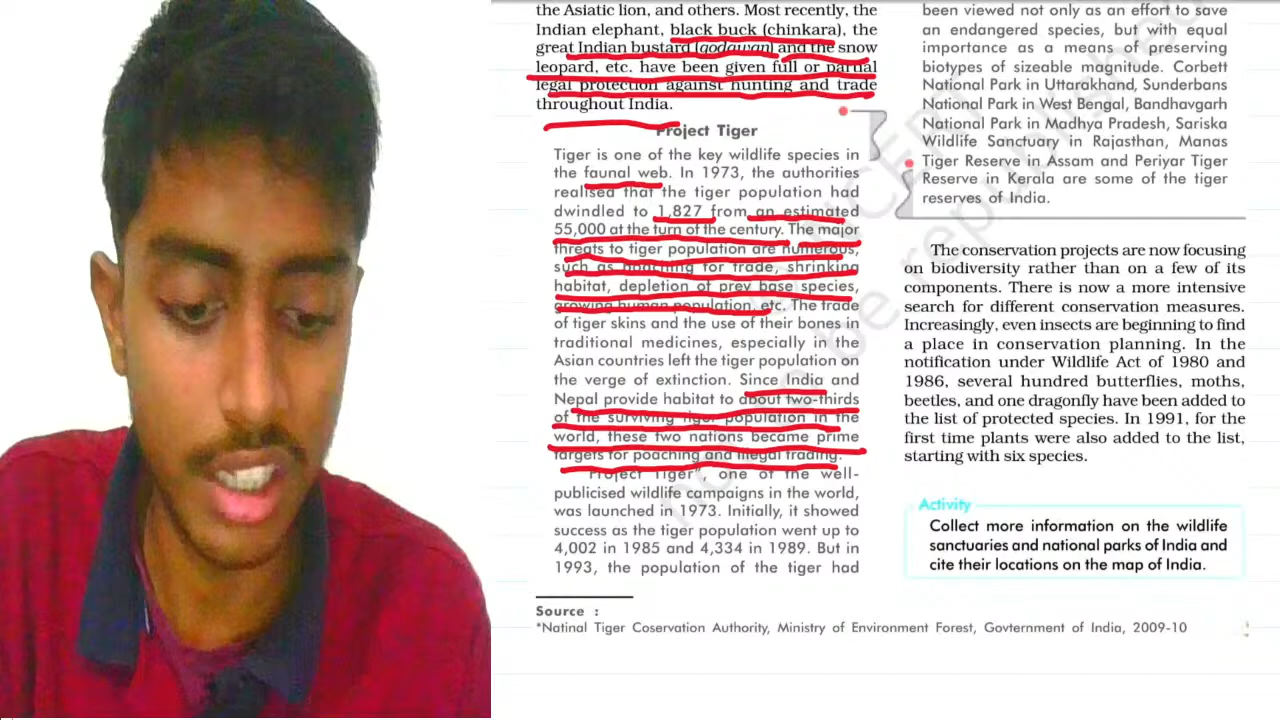 the Asiatic lion, and others. Most recently, the
Indian elephant, black buck (chinkara), the
great Indian bustard (godawan) and the snow
leopard, etc. have been given full or partial
legal protection against hunting and trade
throughout India.
Project Tiger
Tiger is one of the key wildlife species in
the faunal web. In 1973, the authorities
realised that the tiger population had
dwindled to 1,827 from an estimated
55,000 at the turn of the century. The major
threats to tiger population are numerous,
such as poaching for trade, shrinking
habitat, depletion of prey base species,
growing human population, etc. The trade
of tiger skins and the use of their bones in
traditional medicines, especially in the
Asian countries left the tiger population on
the verge of extinction. Since India and
Nepal provide habitat to about two-thirds
of the surviving tiger population in the
world, these two nations became prime
targets for poaching and illegal trading.
"Project Tiger", one of the well-
publicised wildlife campaigns in the world,
was launched in 1973. Initially, it showed
success as the tiger population went up to
4,002 in 1985 and 4,334 in 1989. But in
1993, the population of the tiger had
been viewed not only as an effort to save
an endangered species, but with equal
importance as a means of preserving
biotypes of sizeable magnitude. Corbett
National Park in Uttarakhand, Sunderbans
National Park in West Bengal, Bandhavgarh
National Park in Madhya Pradesh, Sariska
Wildlife Sanctuary in Rajasthan, Manas
Tiger Reserve in Assam and Periyar Tiger
Reserve in Kerala are some of the tiger
reserves of India.
The conservation projects are now focusing
on biodiversity rather than on a few of its
components. There is now a more intensive
search for different conservation measures.
Increasingly, even insects are beginning to find
a place in conservation planning. In the
notification under Wildlife Act of 1980 and
1986, several hundred butterflies, moths,
beetles, and one dragonfly have been added to
the list of protected species. In 1991, for the
first time plants were also added to the list,
starting with six species.
Activity
Collect more information on the wildlife
sanctuaries and national parks of India and
cite their locations on the map of India.
Source :
*Natinal Tiger Coservation Authority, Ministry of Environment Forest, Govternment of India, 2009-10